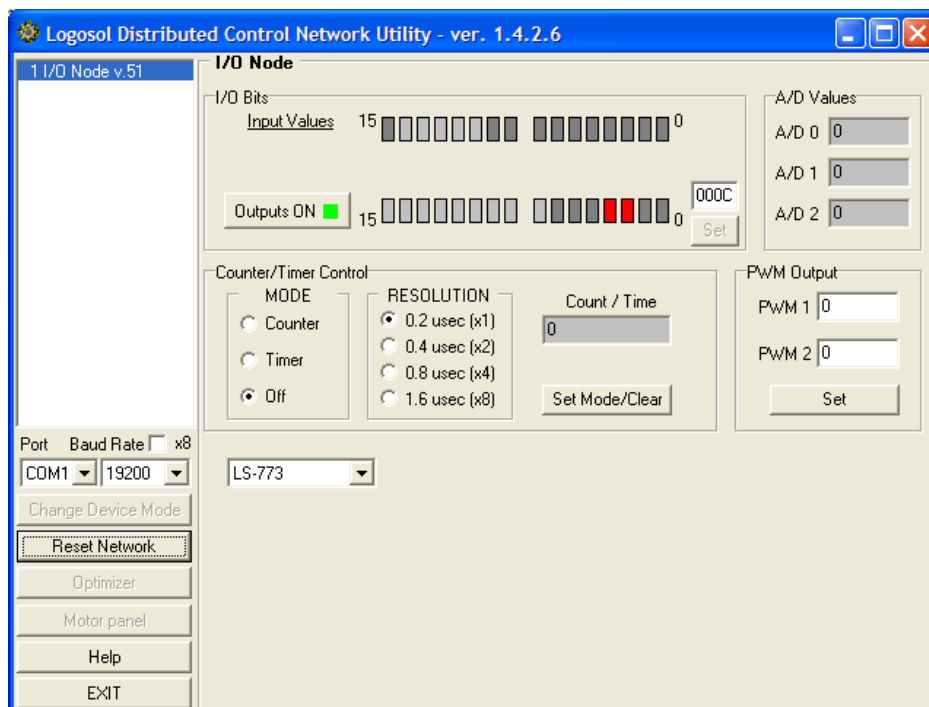 Logosol Distributed Control Network Utility - ver. 1.4.2.6
1 I/O Node v.51
I/O Node
I/O Bits
Input Values 15 0
Outputs ON 15 0 000C
Set
A/D Values
A/D 0 0
A/D 1 0
A/D 2 0
Counter/Timer Control
MODE
Counter
Timer
Off
RESOLUTION
0.2 usec (x1)
0.4 usec (x2)
0.8 usec (x4)
1.6 usec (x8)
Count / Time
0
Set Mode/Clear
PWM Output
PWM 1 0
PWM 2 0
Set
Port Baud Rate x8
COM1 19200
LS-773
Change Device Mode
Reset Network
Optimizer
Motor panel
Help
EXIT